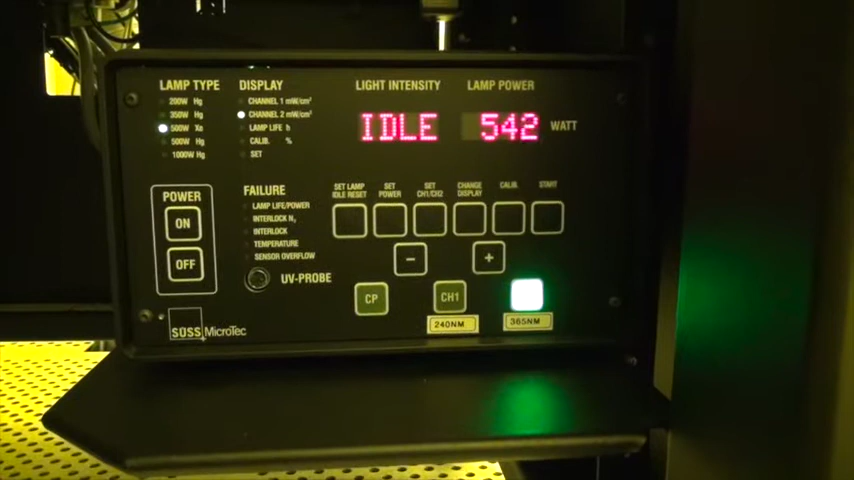 LAMP TYPE
200W Hg
350W Hg
500W Xe
500W Hg
1000W Hg
DISPLAY
CHANNEL 1 mW/cm²
CHANNEL 2 mW/cm²
LAMP LIFE h
CALIB. %
SET
LIGHT INTENSITY
IDLE
LAMP POWER
542 WATT
POWER
ON
OFF
FAILURE
LAMP LIFE/POWER
INTERLOCK N₂
INTERLOCK
TEMPERATURE
SENSOR OVERFLOW
UV-PROBE
SET LAMP
IDLE RESET
SET
POWER
SET
CH1/CH2
CHANGE
DISPLAY
CALIB.
START
−
+
CP
CH1
240NM
365NM
SUSS MicroTec